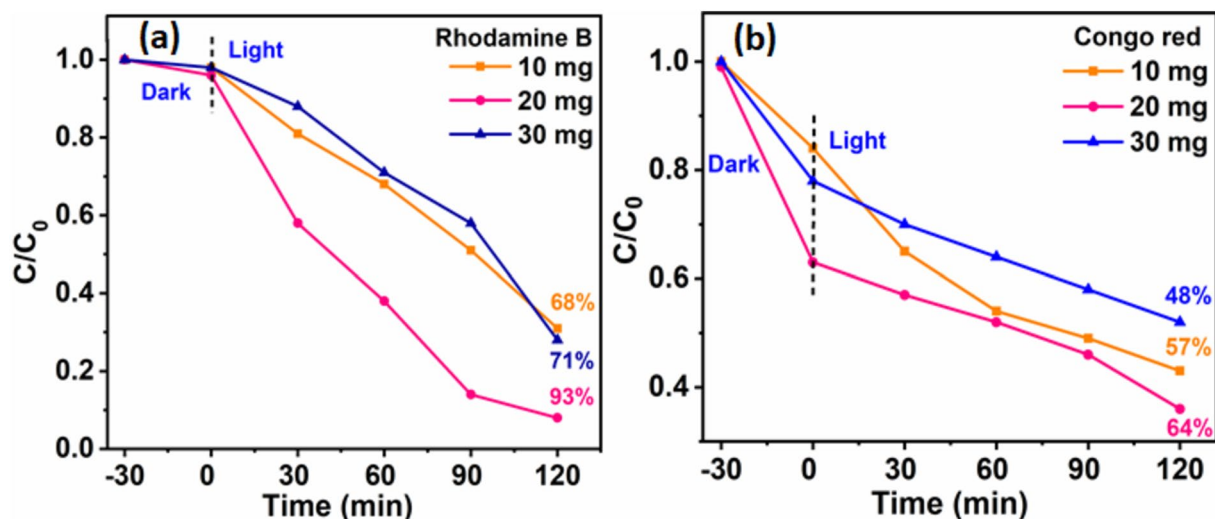 (a)
Rhodamine B
10 mg
20 mg
30 mg
Light
Dark
68%
71%
93%
C/C0
1.0
0.8
0.6
0.4
0.2
0.0
-30 0 30 60 90 120
Time (min)
(b)
Congo red
10 mg
20 mg
30 mg
Light
Dark
48%
57%
64%
C/C0
1.0
0.8
0.6
0.4
-30 0 30 60 90 120
Time (min)